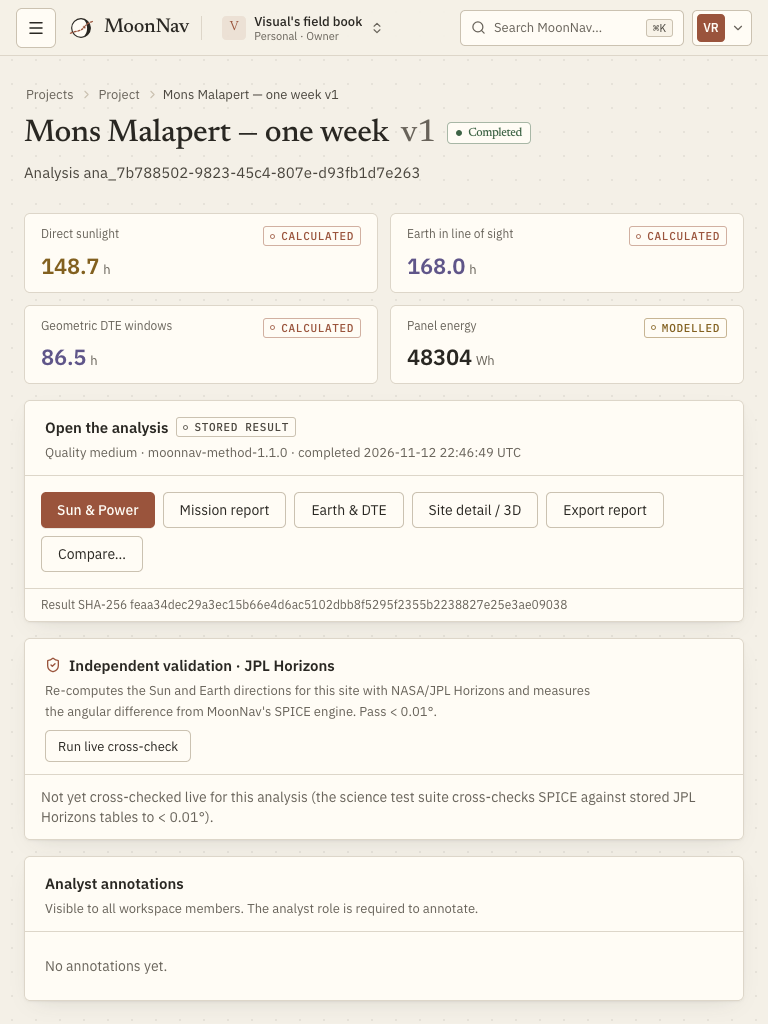 MoonNav
V
Visual's field book
Personal · Owner
Search MoonNav...
⌘K
VR
Projects
Project
Mons Malapert — one week v1
Mons Malapert — one week v1
Completed
Analysis ana_7b788502-9823-45c4-807e-d93fb1d7e263
Direct sunlight
CALCULATED
148.7 h
Earth in line of sight
CALCULATED
168.0 h
Geometric DTE windows
CALCULATED
86.5 h
Panel energy
MODELLED
48304 Wh
Open the analysis
STORED RESULT
Quality medium · moonnav-method-1.1.0 · completed 2026-11-12 22:46:49 UTC
Sun & Power
Mission report
Earth & DTE
Site detail / 3D
Export report
Compare...
Result SHA-256 feaa34dec29a3ec15b66e4d6ac5102dbb8f5295f2355b2238827e25e3ae09038
Independent validation · JPL Horizons
Re-computes the Sun and Earth directions for this site with NASA/JPL Horizons and measures
the angular difference from MoonNav's SPICE engine. Pass < 0.01°.
Run live cross-check
Not yet cross-checked live for this analysis (the science test suite cross-checks SPICE against stored JPL
Horizons tables to < 0.01°).
Analyst annotations
Visible to all workspace members. The analyst role is required to annotate.
No annotations yet.